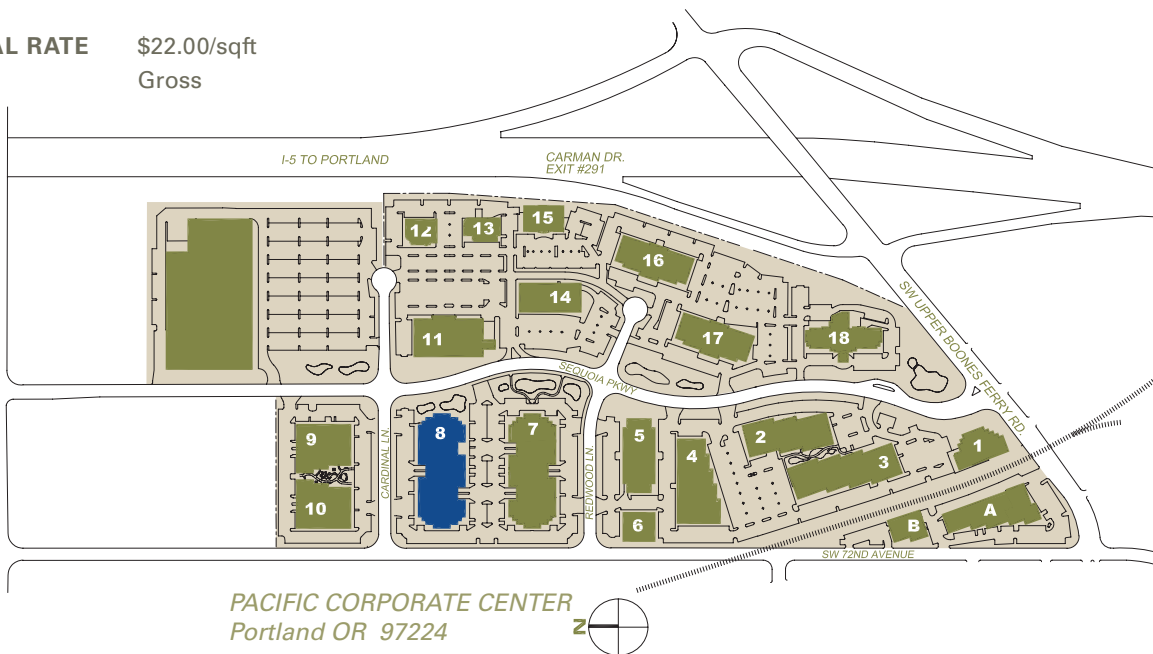 AL RATE $22.00/sqft
Gross
I-5 TO PORTLAND
CARMAN DR.
EXIT #291
SW UPPER BOONES FERRY RD
12
13
15
16
14
11
17
18
SEQUOIA PKWY
9
10
CARDINAL LN.
8
7
REDWOOD LN.
5
6
4
2
3
1
B
A
SW 72ND AVENUE
PACIFIC CORPORATE CENTER
Portland OR 97224
N